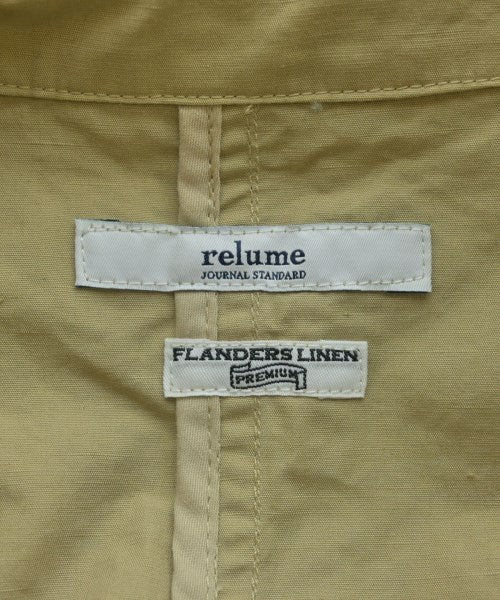 relume
JOURNAL STANDARD
FLANDERS LINEN
PREMIUM